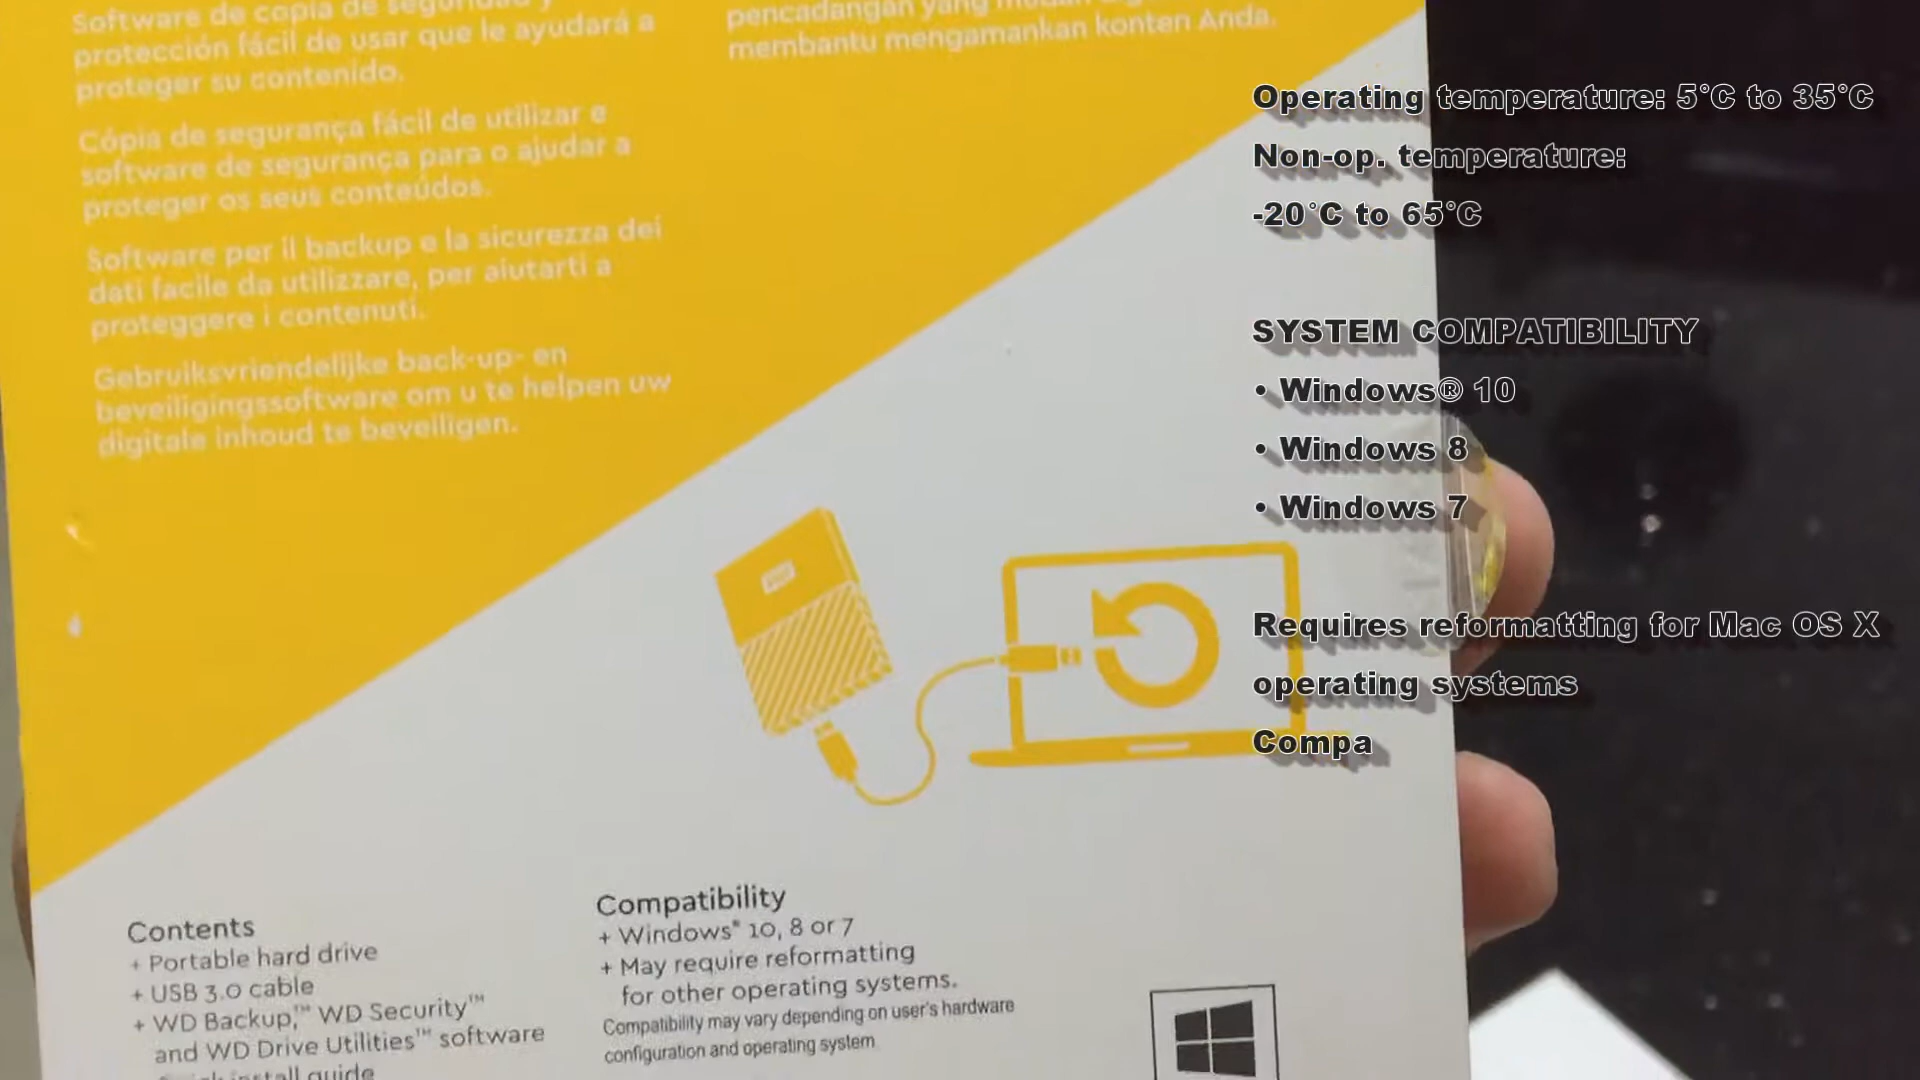 Software de copia de seguridad y
protección fácil de usar que le ayudará a
proteger su contenido.
Cópia de segurança fácil de utilizar e
software de segurança para o ajudar a
proteger os seus conteúdos.
Software per il backup e la sicurezza dei
dati facile da utilizzare, per aiutarti a
proteggere i contenuti.
Gebruiksvriendelijke back-up- en
beveiligingssoftware om u te helpen uw
digitale inhoud te beveiligen.
pencadangan yang
membantu mengamankan konten Anda.
Operating temperature: 5°C to 35°C
Non-op. temperature:
-20°C to 65°C
SYSTEM COMPATIBILITY
• Windows® 10
• Windows 8
• Windows 7
Requires reformatting for Mac OS X
operating systems
Compa
Contents
+ Portable hard drive
+ USB 3.0 cable
+ WD Backup,™ WD Security™
and WD Drive Utilities™ software
install guide
Compatibility
+ Windows® 10, 8 or 7
+ May require reformatting
for other operating systems.
Compatibility may vary depending on user's hardware
configuration and operating system